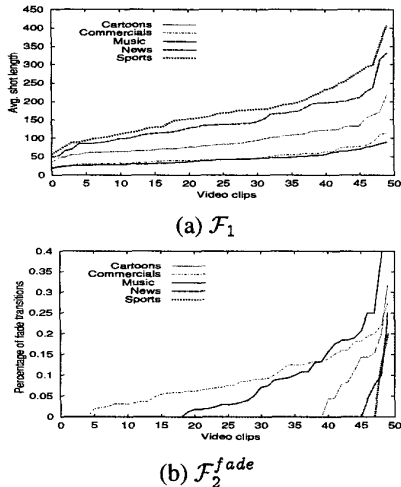 450
400
350
300
250
200
150
100
50
0
Avg. shot length
Cartoons
Commercials
Music
News
Sports
0 5 10 15 20 25 30 35 40 45 50
Video clips
(a) F₁
0.4
0.35
0.3
0.25
0.2
0.15
0.1
0.05
0
Percentage of fade transitions
Cartoons
Commercials
Music
News
Sports
0 5 10 15 20 25 30 35 40 45 50
Video clips
(b) F₂^fade